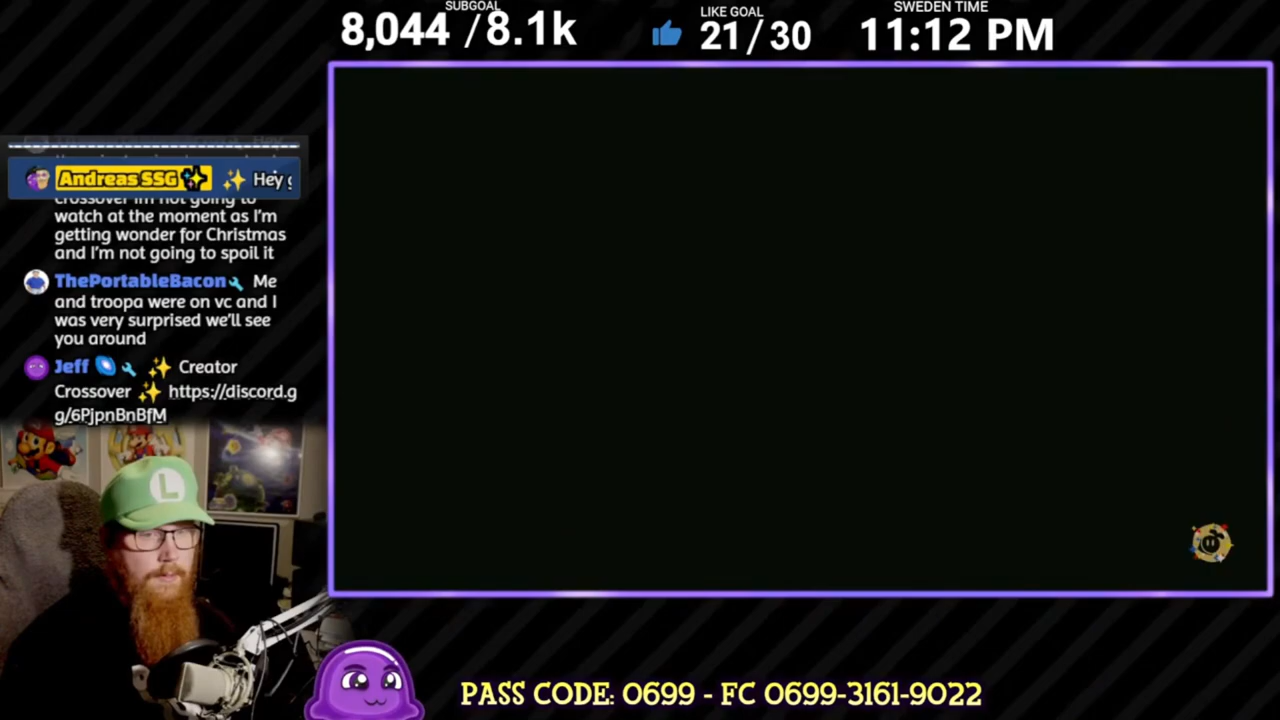 SUBGOAL
8,044 /8.1k
LIKE GOAL
21/30
SWEDEN TIME
11:12 PM
Andreas SSG✨ ✨ Hey
crossover im not going to
watch at the moment as I'm
getting wonder for Christmas
and I'm not going to spoil it
ThePortableBacon Me
and troopa were on vc and I
was very surprised we'll see
you around
Jeff ✨ Creator
Crossover ✨ https://discord.g
g/6PjpnBnBfM
L
PASS CODE: 0699 - FC 0699-3161-9022